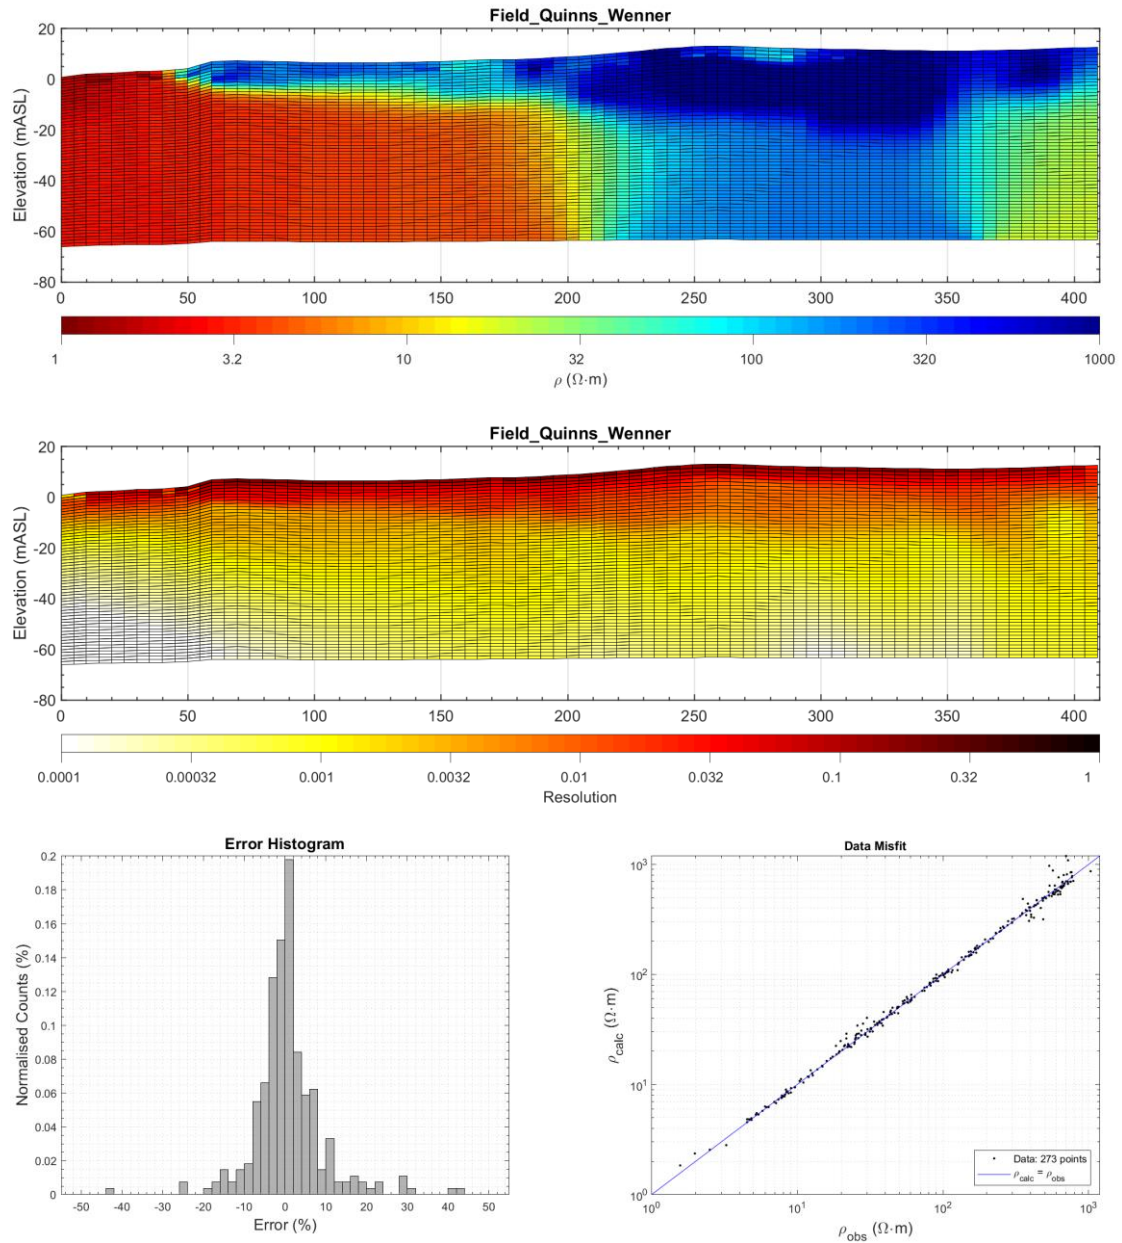 Field_Quinns_Wenner
20
0
-20
-40
-60
-80
Elevation (mASL)
0 50 100 150 200 250 300 350 400
1 3.2 10 32 100 320 1000
ρ (Ω·m)
Field_Quinns_Wenner
20
0
-20
-40
-60
-80
Elevation (mASL)
0 50 100 150 200 250 300 350 400
0.0001 0.00032 0.001 0.0032 0.01 0.032 0.1 0.32 1
Resolution
Error Histogram
0.2
0.18
0.16
0.14
0.12
0.1
0.08
0.06
0.04
0.02
0
Normalised Counts (%)
-50 -40 -30 -20 -10 0 10 20 30 40 50
Error (%)
Data Misfit
10³
10²
10¹
10⁰
ρcalc (Ω·m)
Data: 273 points
ρcalc = ρobs
10⁰ 10¹ 10² 10³
ρobs (Ω·m)